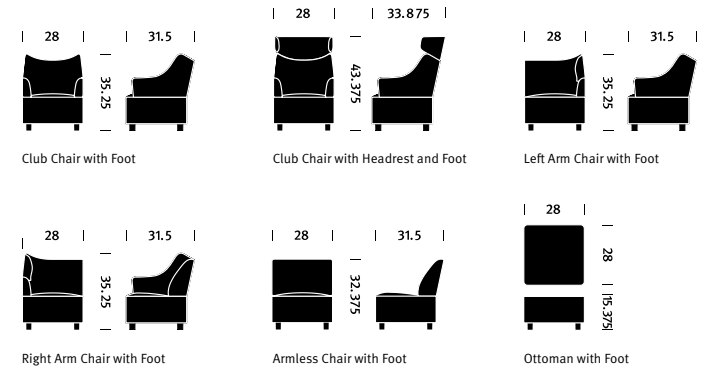 28 31.5
35.25
Club Chair with Foot
28 33.875
43.375
Club Chair with Headrest and Foot
28 31.5
35.25
Left Arm Chair with Foot
28 31.5
35.25
Right Arm Chair with Foot
28 31.5
32.375
Armless Chair with Foot
28
28
15.375
Ottoman with Foot